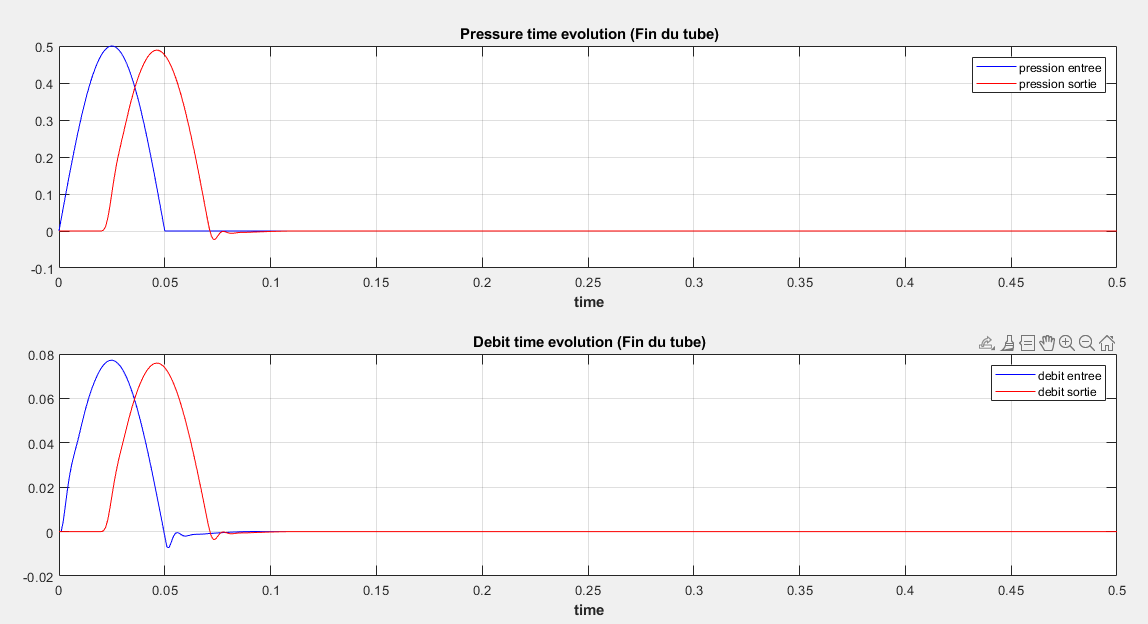 Pressure time evolution (Fin du tube)
0.5
0.4
0.3
0.2
0.1
0
-0.1
pression entree
pression sortie
0 0.05 0.1 0.15 0.2 0.25 0.3 0.35 0.4 0.45 0.5
time
Debit time evolution (Fin du tube)
0.08
0.06
0.04
0.02
0
-0.02
debit entree
debit sortie
0 0.05 0.1 0.15 0.2 0.25 0.3 0.35 0.4 0.45 0.5
time